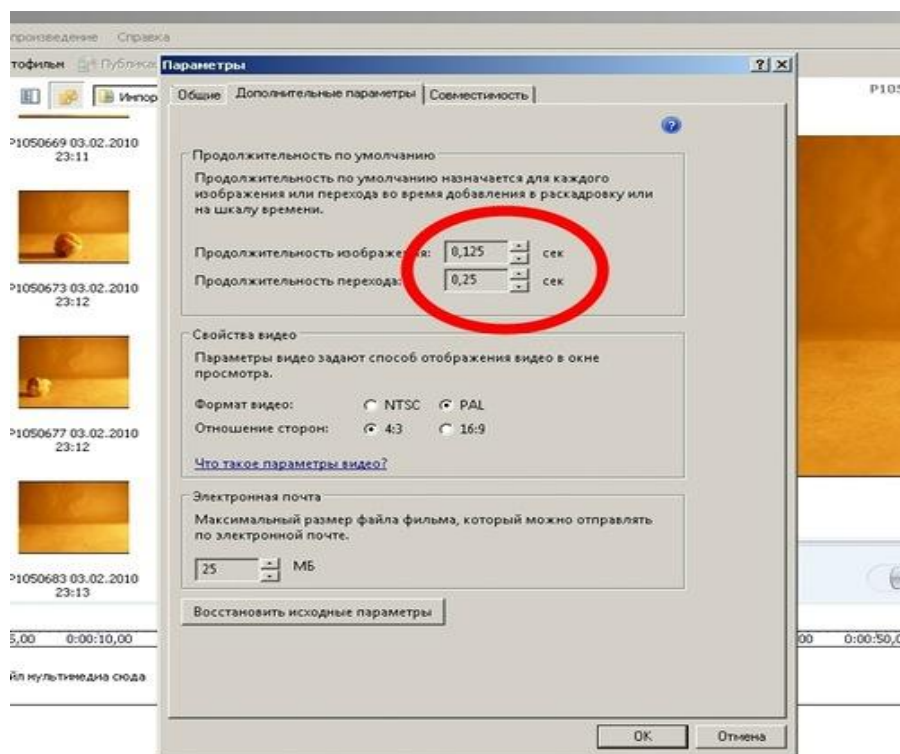 произведение Справка
тофильм Публика
Импор
P1050669 03.02.2010
23:11
P1050673 03.02.2010
23:12
P1050677 03.02.2010
23:12
P1050683 03.02.2010
23:13
5,00 0:00:10,00
йл мультимедиа сюда
Параметры
Общие Дополнительные параметры Совместимость
Продолжительность по умолчанию
Продолжительность по умолчанию назначается для каждого
изображения или перехода во время добавления в раскадровку или
на шкалу времени.
Продолжительность изображения: 0,125 сек
Продолжительность перехода: 0,25 сек
Свойства видео
Параметры видео задают способ отображения видео в окне
просмотра.
Формат видео: NTSC PAL
Отношение сторон: 4:3 16:9
Что такое параметры видео?
Электронная почта
Максимальный размер файла фильма, который можно отправлять
по электронной почте.
25 МБ
Восстановить исходные параметры
OK Отмена
P105
00 0:00:50,0